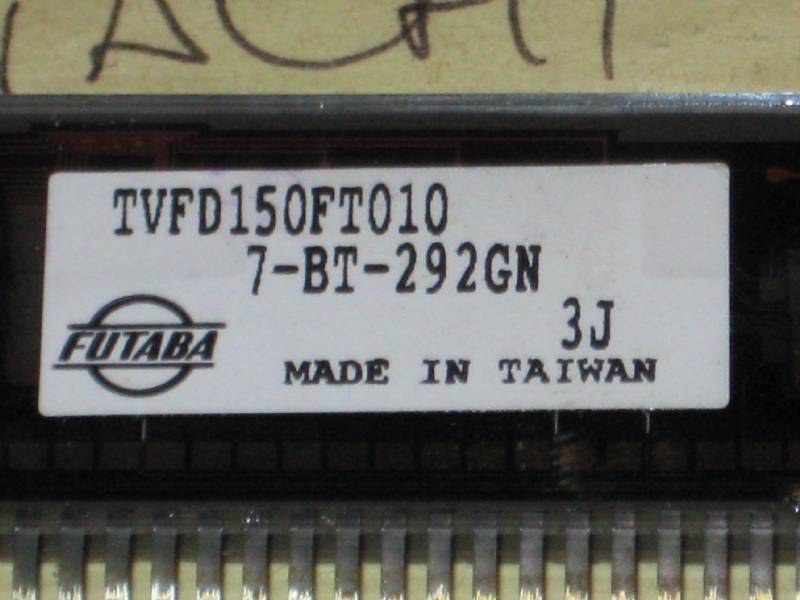 TVFD150FT010
7-BT-292GN
3J
FUTABA
MADE IN TAIWAN